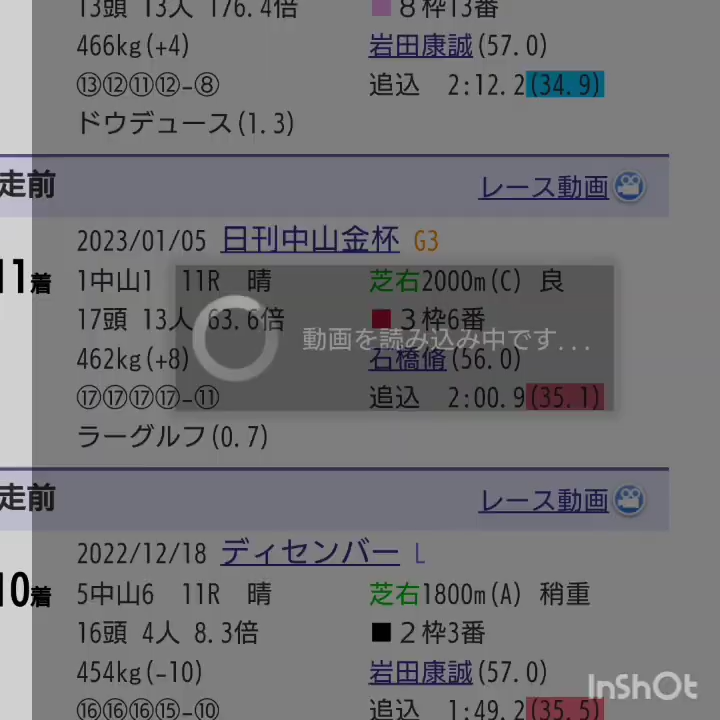 13頭 13人 176.4倍 8枠13番
466kg(+4) 岩田康誠(57.0)
⑬⑫⑪⑫-⑧ 追込 2:12.2(34.9)
ドウデュース(1.3)
走前 レース動画
2023/01/05 日刊中山金杯 G3
11着 1中山1 11R 晴 芝右2000m(C) 良
17頭 13人 63.6倍 3枠6番
動画を読み込み中です...
462kg(+8) 石橋脩(56.0)
⑰⑰⑰⑰-⑪ 追込 2:00.9(35.1)
ラーグルフ(0.7)
走前 レース動画
2022/12/18 ディセンバー L
10着 5中山6 11R 晴 芝右1800m(A) 稍重
16頭 4人 8.3倍 2枠3番
454kg(-10) 岩田康誠(57.0)
⑯⑯⑯⑮-⑩ 追込 1:49.2(35.5)
InShOt